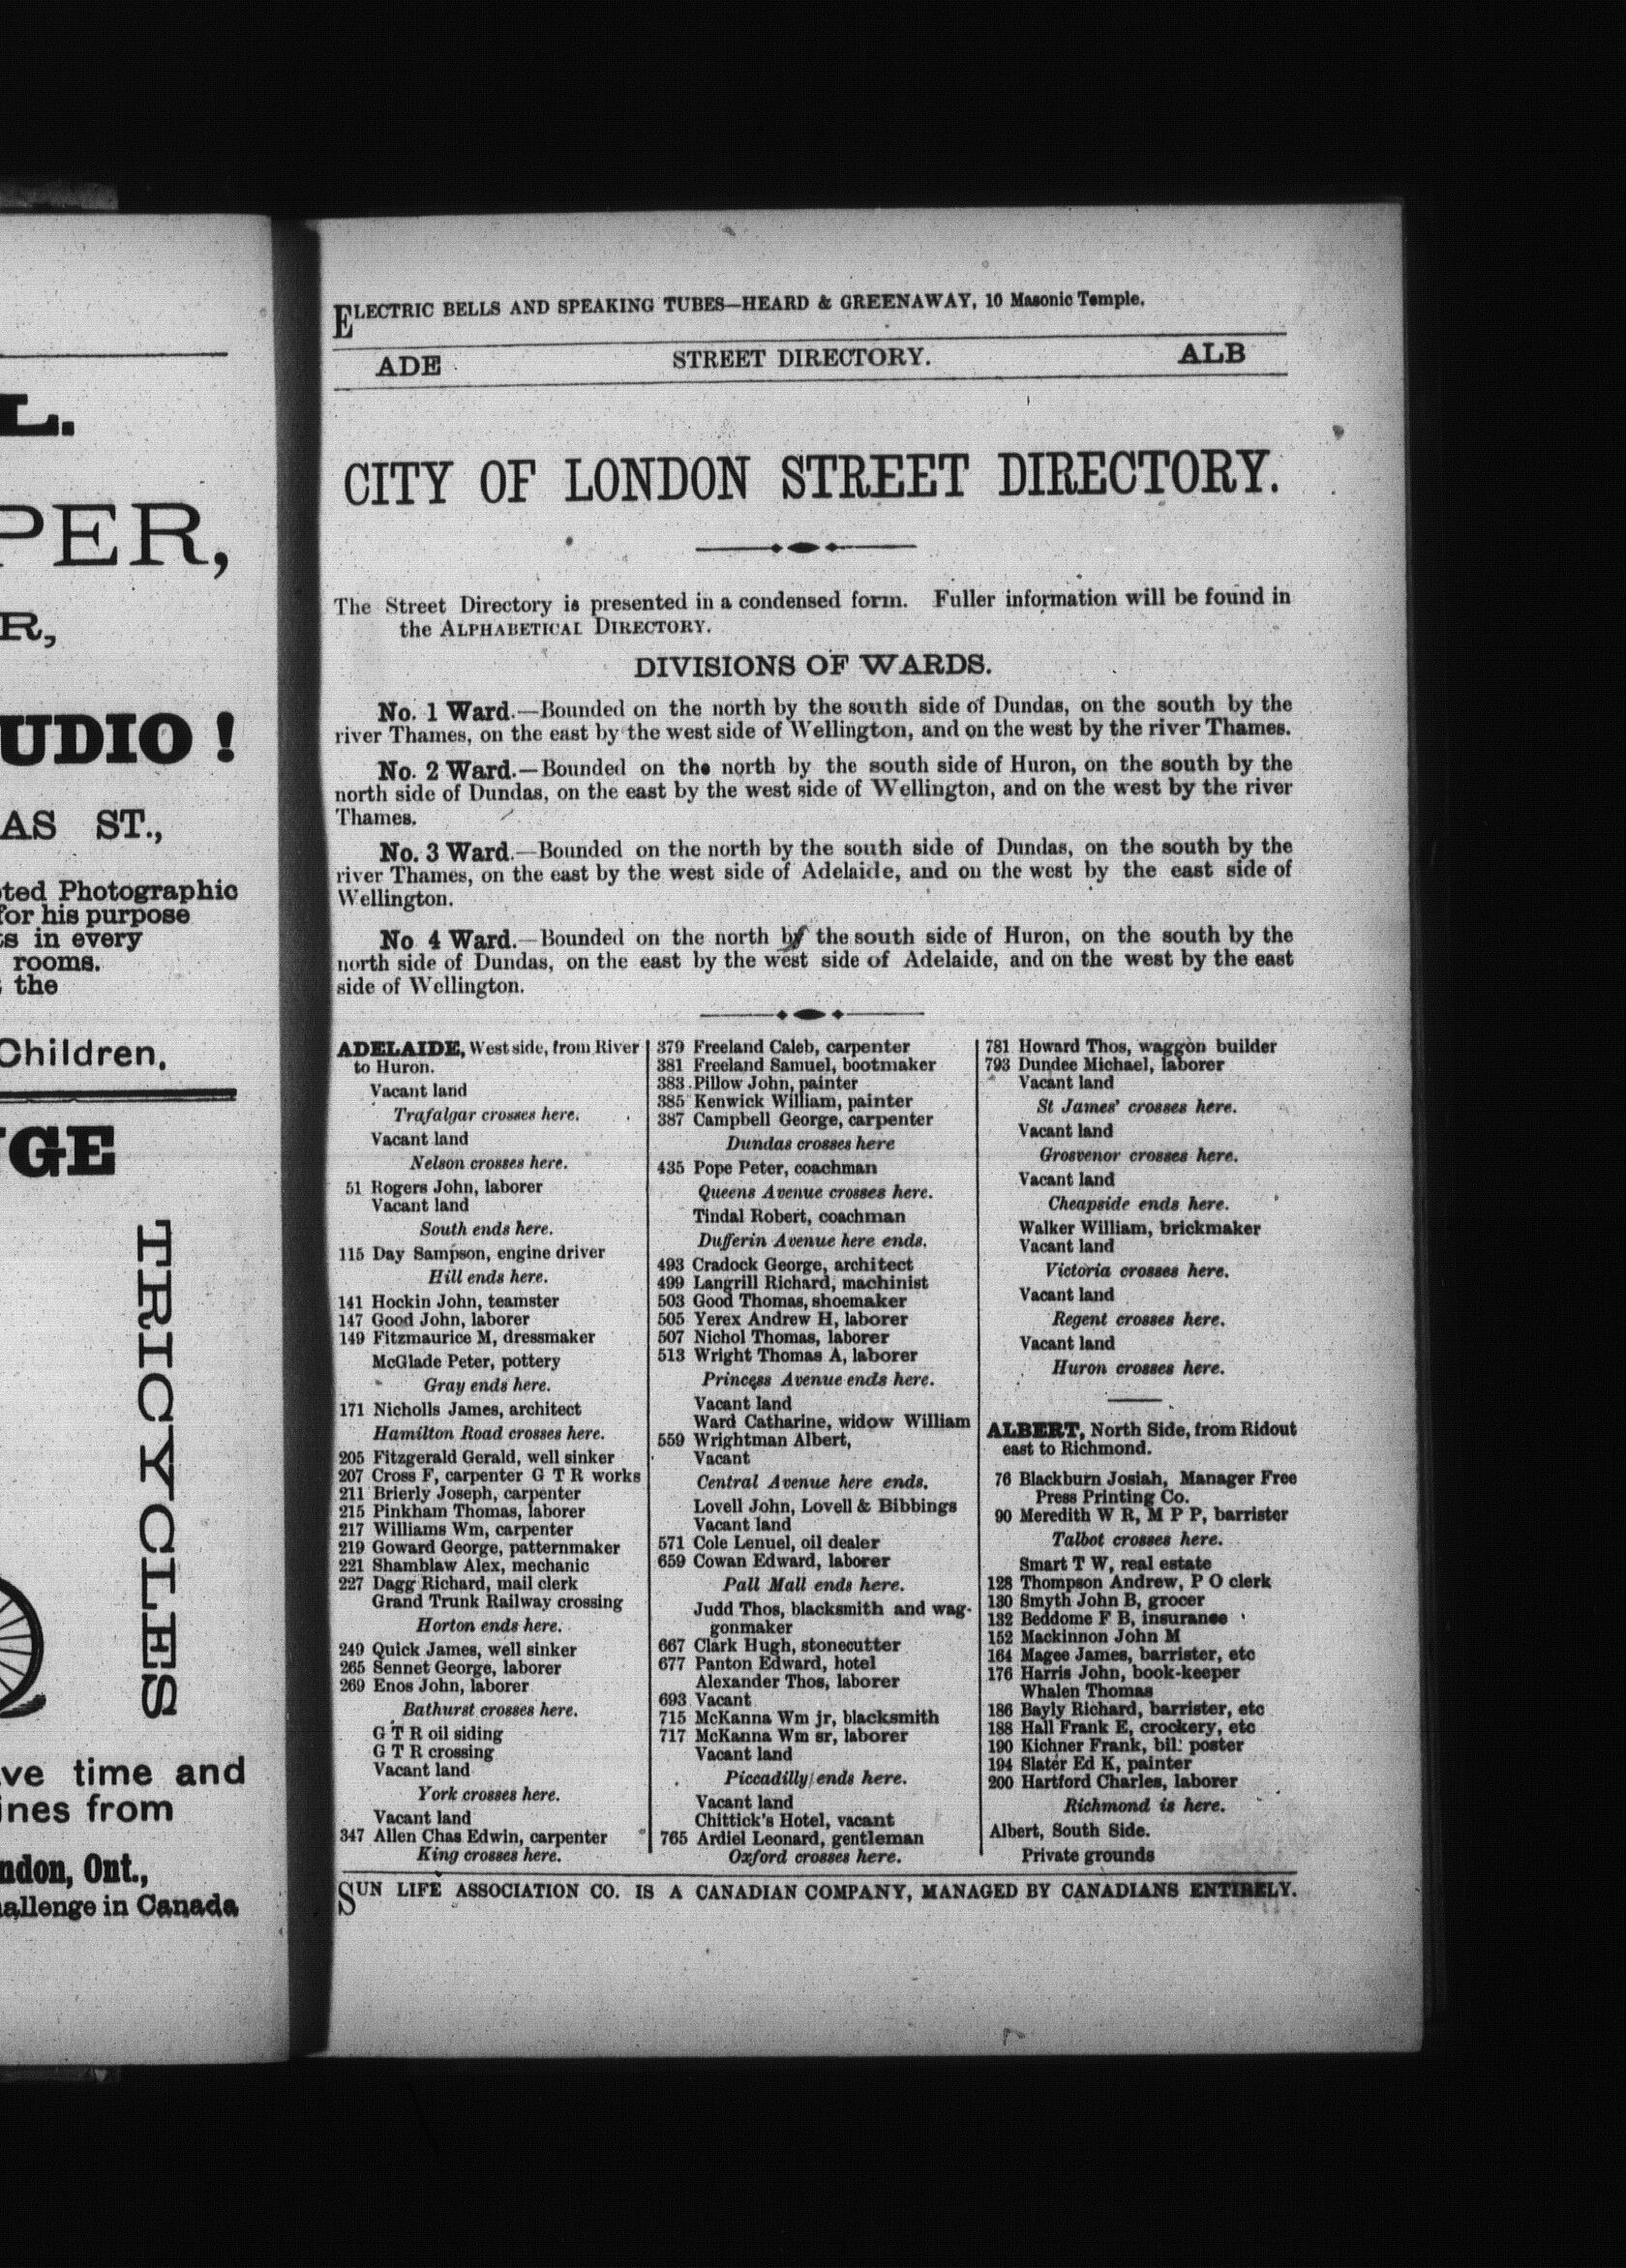 L.
PER,
R,
UDIO !
AS ST.,
Photographic
for his purpose
in every
rooms.
the
Children,
GE
TRICYCLES
time and
from
Ont.,
in Canada
ELECTRIC BELLS AND SPEAKING TUBES—HEARD & GREENAWAY, 10 Masonic Temple.
ADE STREET DIRECTORY. ALB
CITY OF LONDON STREET DIRECTORY.
The Street Directory is presented in a condensed form. Fuller information will be found in
the ALPHABETICAL DIRECTORY.
DIVISIONS OF WARDS.
No. 1 Ward.—Bounded on the north by the south side of Dundas, on the south by the
river Thames, on the east by the west side of Wellington, and on the west by the river Thames.
No. 2 Ward.—Bounded on the north by the south side of Huron, on the south by the
north side of Dundas, on the east by the west side of Wellington, and on the west by the river
Thames.
No. 3 Ward.—Bounded on the north by the south side of Dundas, on the south by the
river Thames, on the east by the west side of Adelaide, and on the west by the east side of
Wellington.
No 4 Ward.—Bounded on the north by the south side of Huron, on the south by the
north side of Dundas, on the east by the west side of Adelaide, and on the west by the east
side of Wellington.
ADELAIDE, West side, from River
to Huron.
Vacant land
Trafalgar crosses here.
Vacant land
Nelson crosses here.
51 Rogers John, laborer
Vacant land
South ends here.
115 Day Sampson, engine driver
Hill ends here.
141 Hockin John, teamster
147 Good John, laborer
149 Fitzmaurice M, dressmaker
McGlade Peter, pottery
Gray ends here.
171 Nicholls James, architect
Hamilton Road crosses here.
205 Fitzgerald Gerald, well sinker
207 Cross F, carpenter G T R works
211 Brierly Joseph, carpenter
215 Pinkham Thomas, laborer
217 Williams Wm, carpenter
219 Goward George, patternmaker
221 Shamblaw Alex, mechanic
227 Dagg Richard, mail clerk
Grand Trunk Railway crossing
Horton ends here.
249 Quick James, well sinker
265 Sennet George, laborer
269 Enos John, laborer
Bathurst crosses here.
G T R oil siding
G T R crossing
Vacant land
York crosses here.
Vacant land
347 Allen Chas Edwin, carpenter
King crosses here.
379 Freeland Caleb, carpenter
381 Freeland Samuel, bootmaker
383 Pillow John, painter
385 Kenwick William, painter
387 Campbell George, carpenter
Dundas crosses here
435 Pope Peter, coachman
Queens Avenue crosses here.
Tindal Robert, coachman
Dufferin Avenue here ends.
493 Cradock George, architect
499 Langrill Richard, machinist
503 Good Thomas, shoemaker
505 Yerex Andrew H, laborer
507 Nichol Thomas, laborer
513 Wright Thomas A, laborer
Princess Avenue ends here.
Vacant land
Ward Catharine, widow William
559 Wrightman Albert,
Vacant
Central Avenue here ends.
Lovell John, Lovell & Bibbings
Vacant land
571 Cole Lenuel, oil dealer
659 Cowan Edward, laborer
Pall Mall ends here.
Judd Thos, blacksmith and wag-
gonmaker
667 Clark Hugh, stonecutter
677 Panton Edward, hotel
Alexander Thos, laborer
693 Vacant
715 McKanna Wm jr, blacksmith
717 McKanna Wm sr, laborer
Vacant land
Piccadilly ends here.
Vacant land
Chittick's Hotel, vacant
765 Ardiel Leonard, gentleman
Oxford crosses here.
781 Howard Thos, waggon builder
793 Dundee Michael, laborer
Vacant land
St James' crosses here.
Vacant land
Grosvenor crosses here.
Vacant land
Cheapside ends here.
Walker William, brickmaker
Vacant land
Victoria crosses here.
Vacant land
Regent crosses here.
Vacant land
Huron crosses here.
ALBERT, North Side, from Ridout
east to Richmond.
76 Blackburn Josiah, Manager Free
Press Printing Co.
90 Meredith W R, M P P, barrister
Talbot crosses here.
Smart T W, real estate
128 Thompson Andrew, P O clerk
130 Smyth John B, grocer
132 Beddome F B, insurance
152 Mackinnon John M
164 Magee James, barrister, etc
176 Harris John, book-keeper
Whalen Thomas
186 Bayly Richard, barrister, etc
188 Hall Frank E, crockery, etc
190 Kichner Frank, bill poster
194 Slater Ed K, painter
200 Hartford Charles, laborer
Richmond is here.
Albert, South Side.
Private grounds
SUN LIFE ASSOCIATION CO. IS A CANADIAN COMPANY, MANAGED BY CANADIANS ENTIRELY.